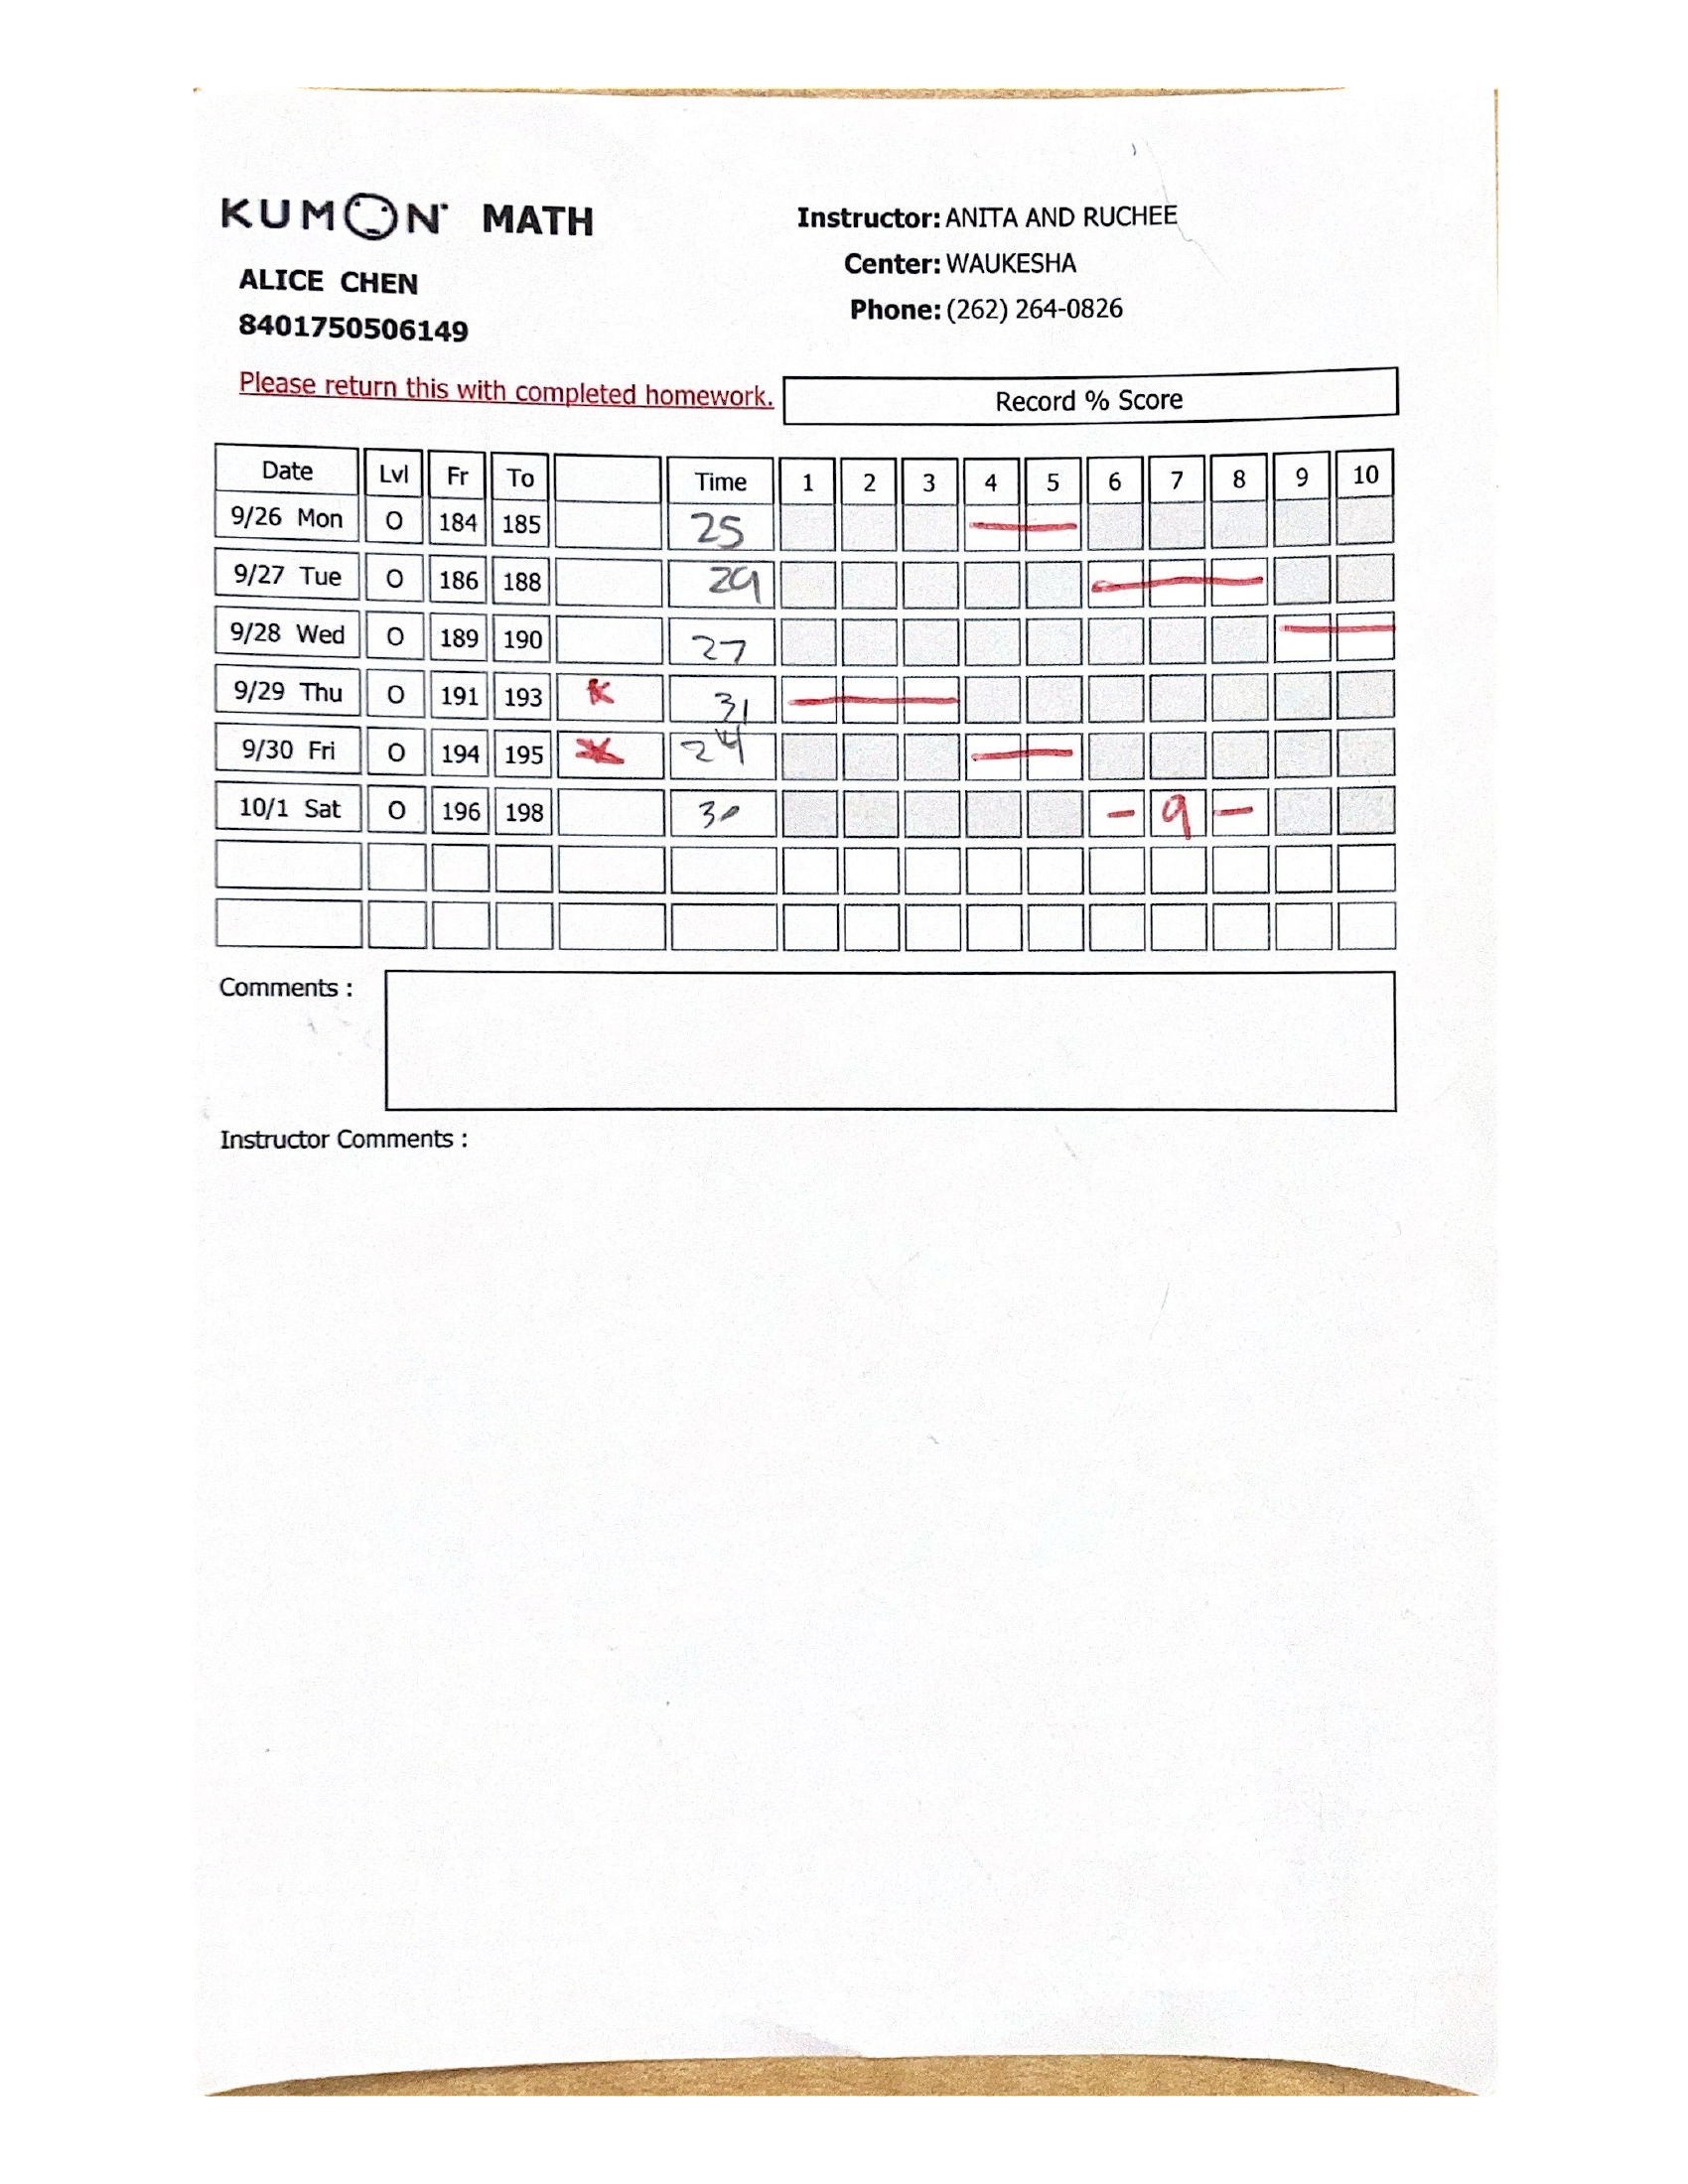 KUMON MATH
Instructor: ANITA AND RUCHEE
Center: WAUKESHA
ALICE CHEN
Phone: (262) 264-0826
8401750506149
Please return this with completed homework.
Record % Score
Date Lvl Fr To Time 1 2 3 4 5 6 7 8 9 10
9/26 Mon O 184 185 25
9/27 Tue O 186 188 29
9/28 Wed O 189 190 27
9/29 Thu O 191 193 31
9/30 Fri O 194 195 24
10/1 Sat O 196 198 30 - 9 -
Comments :
Instructor Comments :